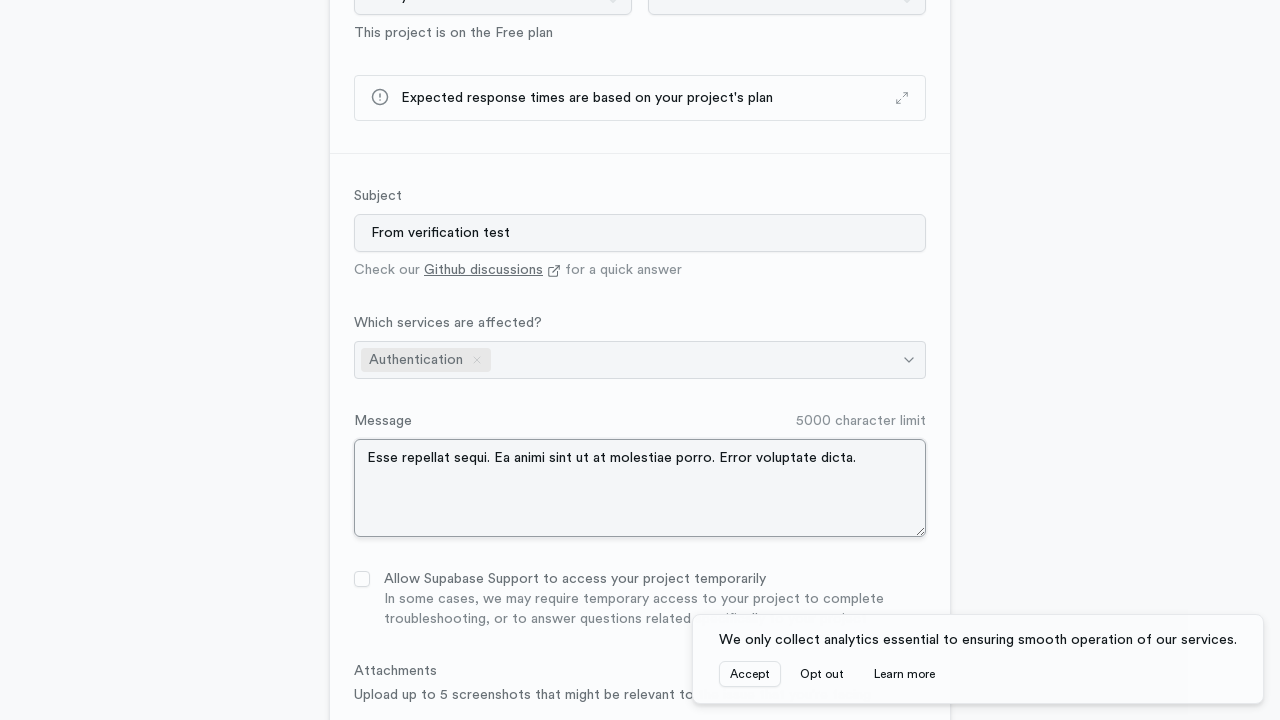 This project is on the Free plan
Expected response times are based on your project's plan
Subject
From verification test
Check our Github discussions for a quick answer
Which services are affected?
Authentication
Message
5000 character limit
Esse repellat sequi. Ea animi sint ut at molestiae porro. Error voluptate dicta.
Allow Supabase Support to access your project temporarily
In some cases, we may require temporary access to your project to complete
troubleshooting, or to answer questions related
We only collect analytics essential to ensuring smooth operation of our services.
Accept Opt out Learn more
Attachments
Upload up to 5 screenshots that might be relevant to